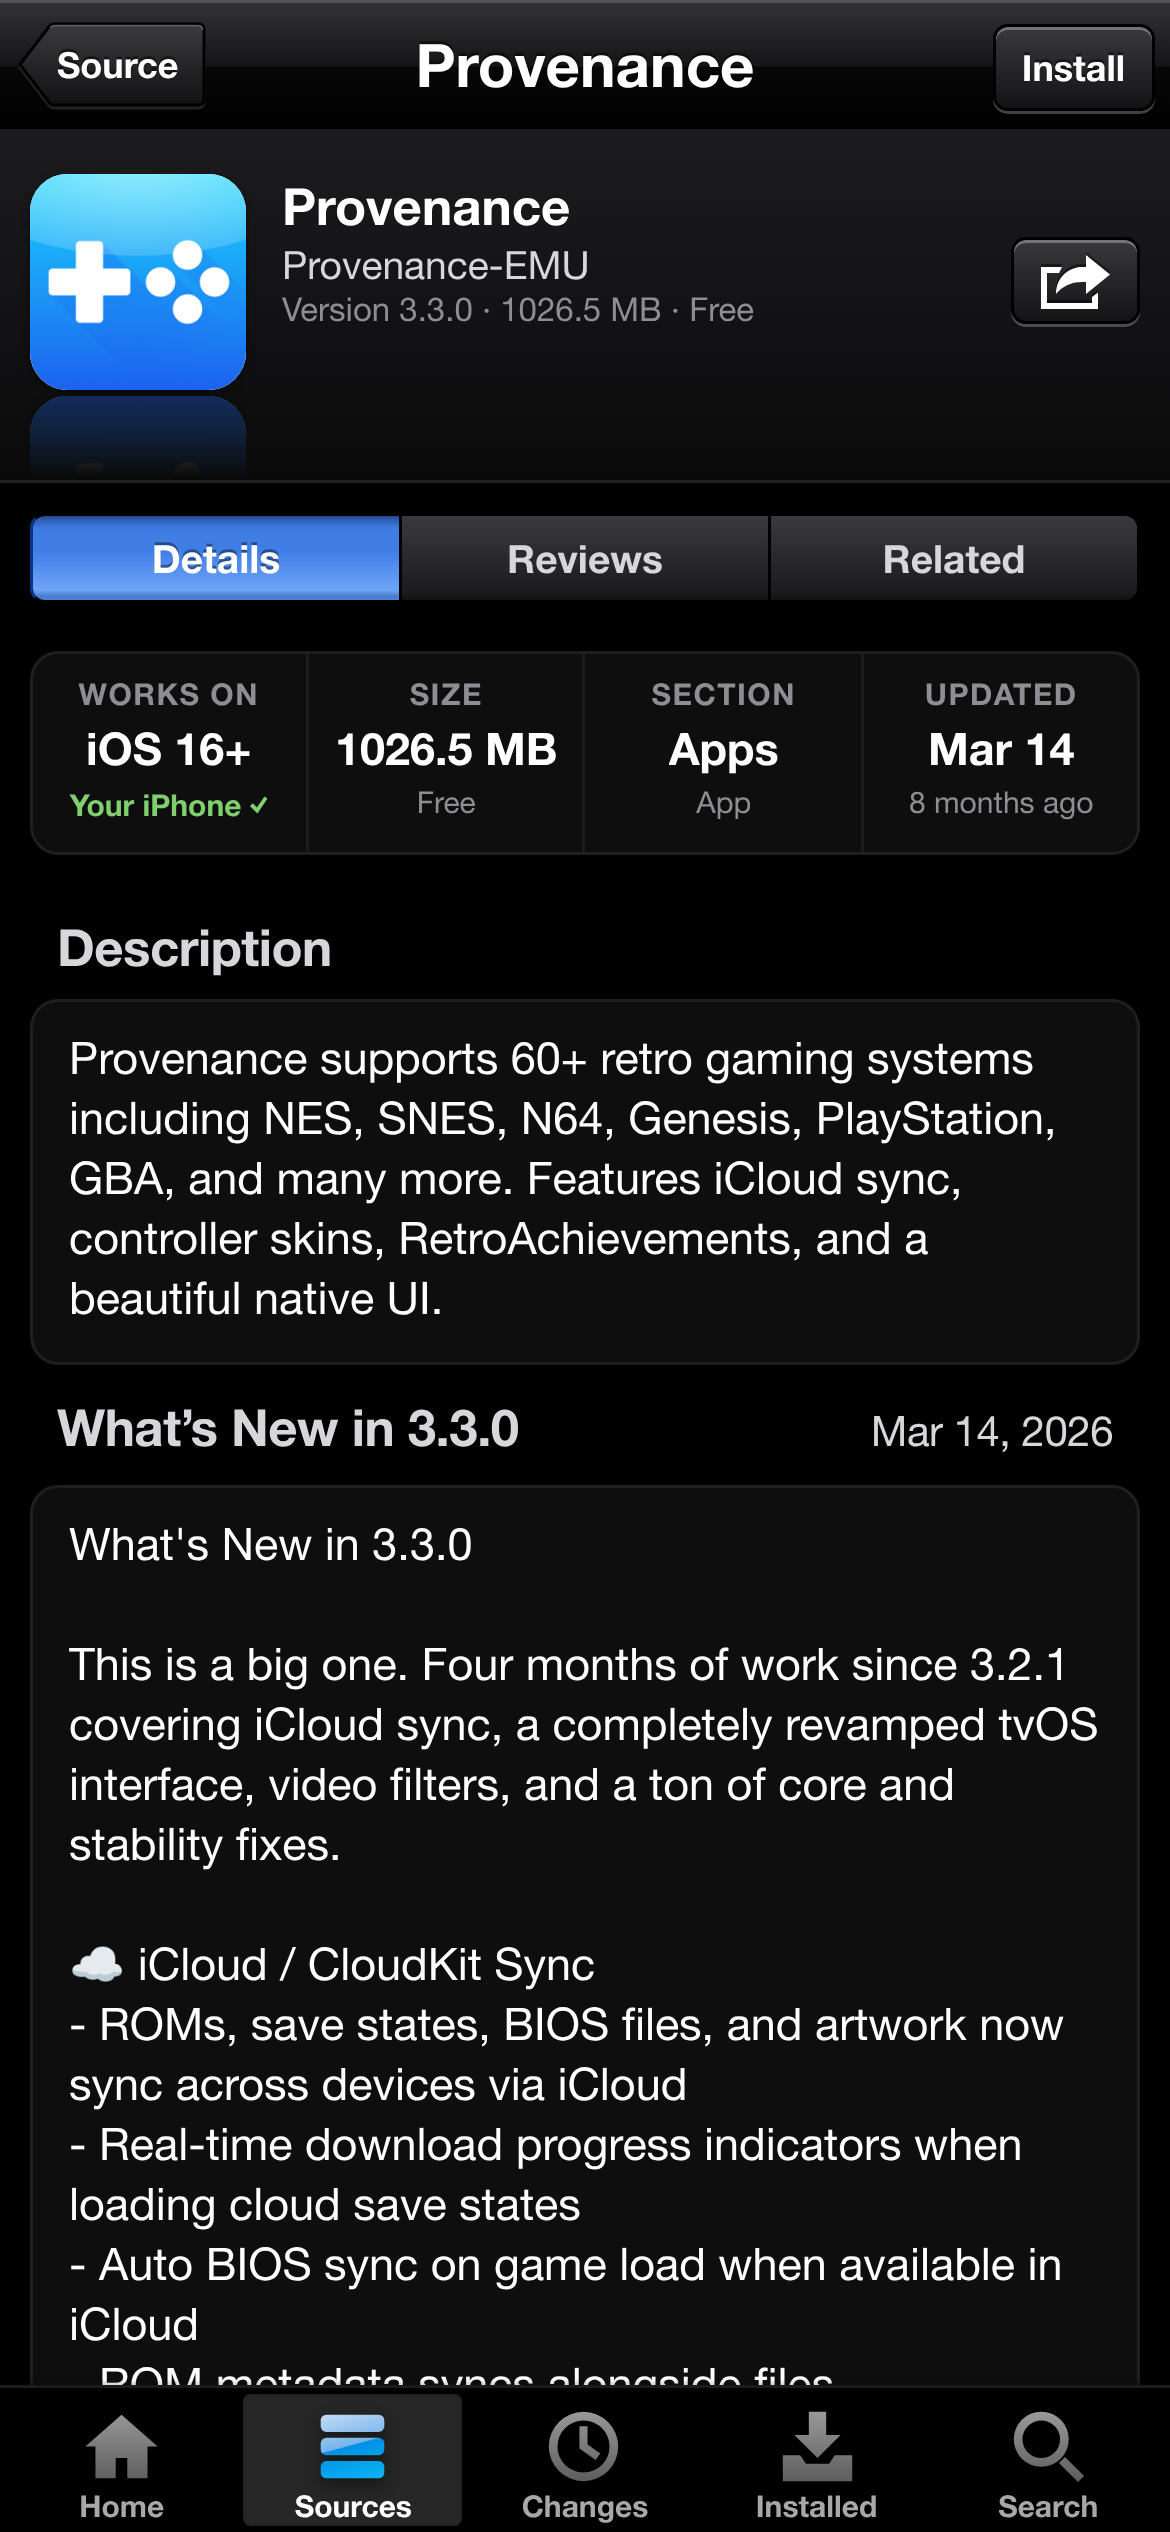 Source
Provenance
Install
Provenance
Provenance-EMU
Version 3.3.0 · 1026.5 MB · Free
Details
Reviews
Related
WORKS ON
iOS 16+
Your iPhone ✓
SIZE
1026.5 MB
Free
SECTION
Apps
App
UPDATED
Mar 14
8 months ago
Description
Provenance supports 60+ retro gaming systems
including NES, SNES, N64, Genesis, PlayStation,
GBA, and many more. Features iCloud sync,
controller skins, RetroAchievements, and a
beautiful native UI.
What’s New in 3.3.0
Mar 14, 2026
What's New in 3.3.0
This is a big one. Four months of work since 3.2.1
covering iCloud sync, a completely revamped tvOS
interface, video filters, and a ton of core and
stability fixes.
☁️ iCloud / CloudKit Sync
- ROMs, save states, BIOS files, and artwork now
sync across devices via iCloud
- Real-time download progress indicators when
loading cloud save states
- Auto BIOS sync on game load when available in
iCloud
- ROM metadata syncs alongside files
Home
Sources
Changes
Installed
Search